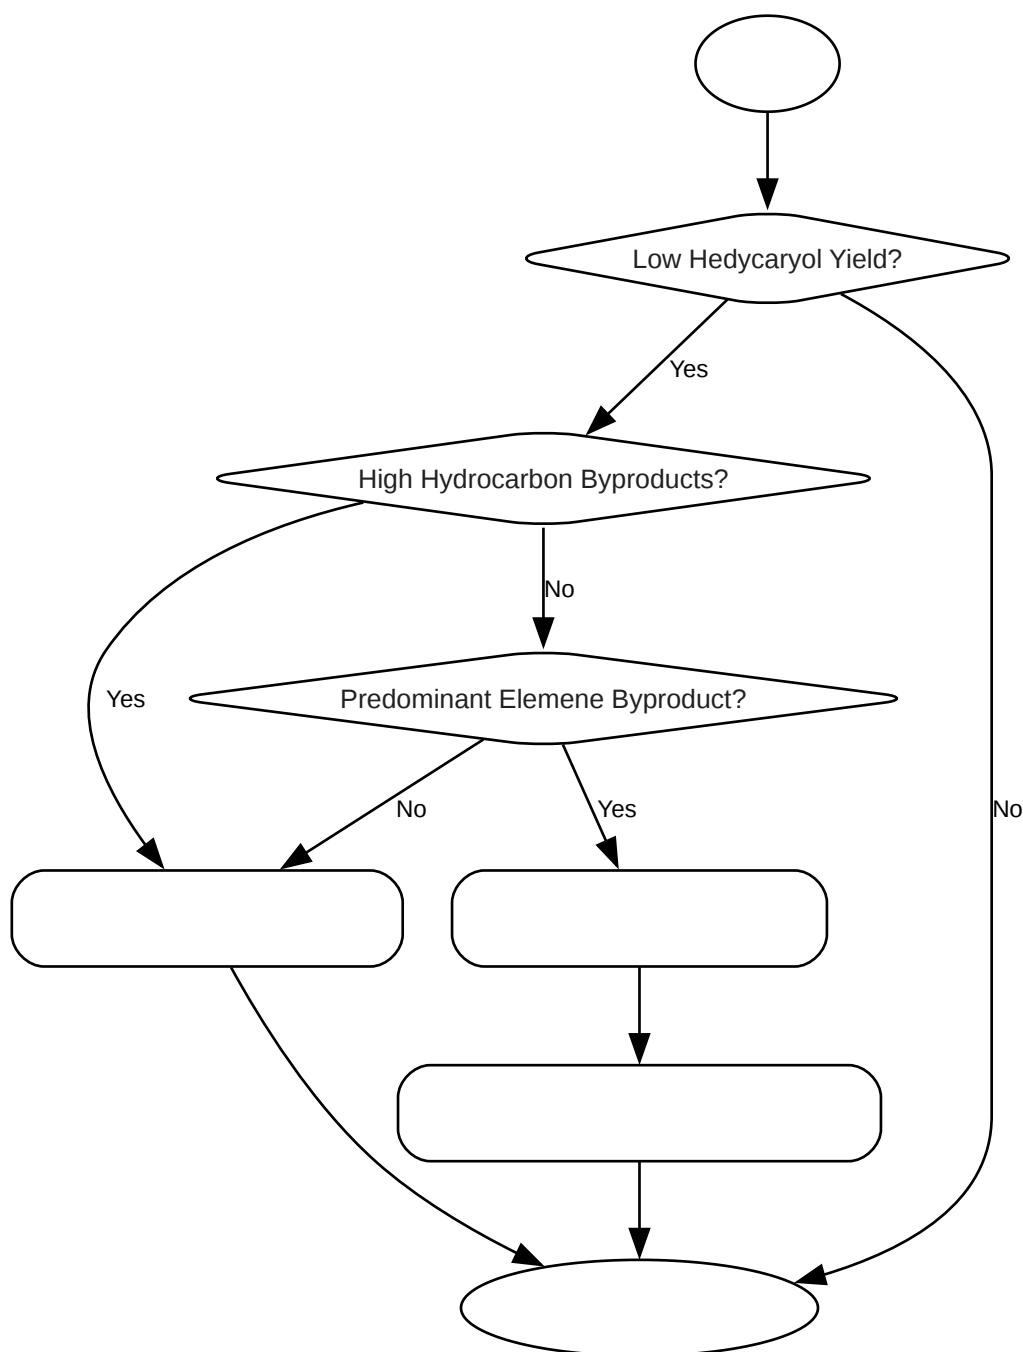 Low Hedycaryol Yield?
Yes
High Hydrocarbon Byproducts?
No
Yes
Predominant Elemene Byproduct?
No
Yes
No